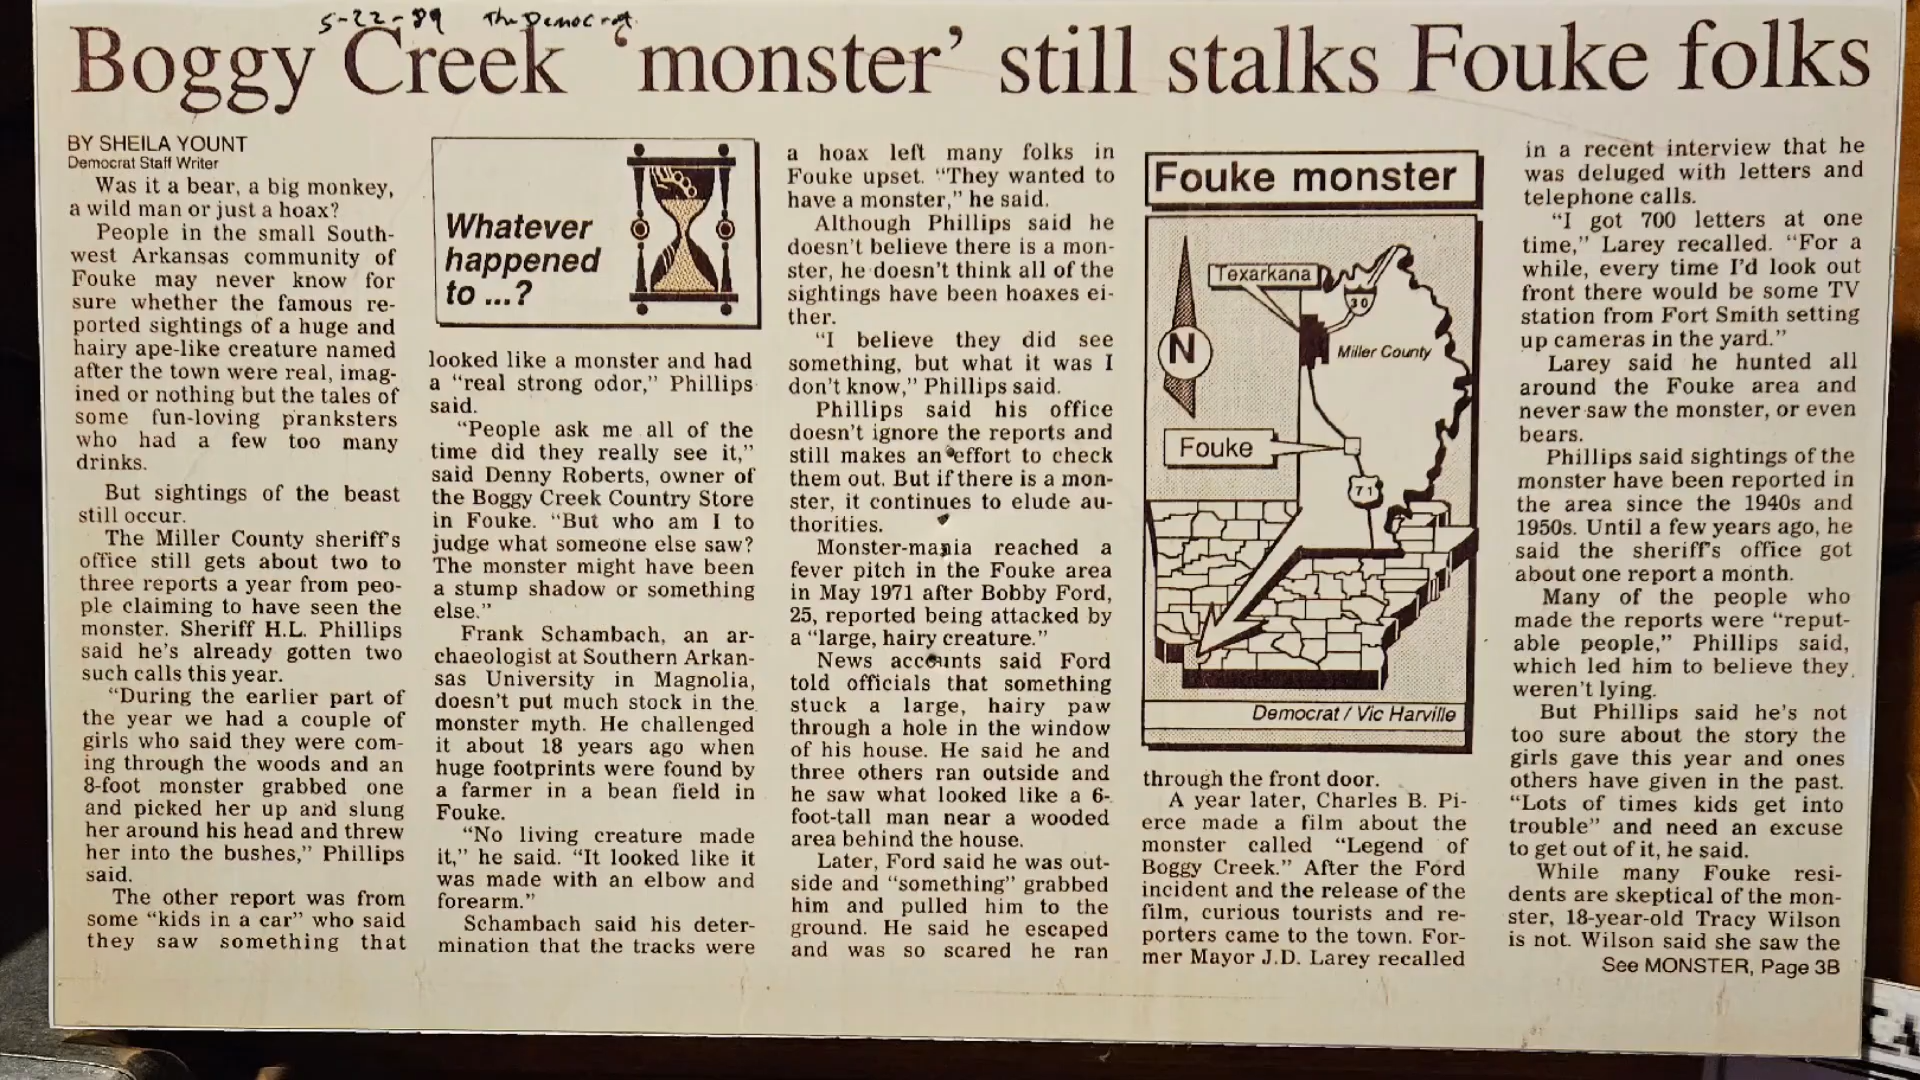 5-22-89 The Democrat
Boggy Creek ‘monster’ still stalks Fouke folks
BY SHEILA YOUNT
Democrat Staff Writer
Was it a bear, a big monkey,
a wild man or just a hoax?
People in the small South-
west Arkansas community of
Fouke may never know for
sure whether the famous re-
ported sightings of a huge and
hairy ape-like creature named
after the town were real, imag-
ined or nothing but the tales of
some fun-loving pranksters
who had a few too many
drinks.
But sightings of the beast
still occur.
The Miller County sheriff's
office still gets about two to
three reports a year from peo-
ple claiming to have seen the
monster. Sheriff H.L. Phillips
said he's already gotten two
such calls this year.
“During the earlier part of
the year we had a couple of
girls who said they were com-
ing through the woods and an
8-foot monster grabbed one
and picked her up and slung
her around his head and threw
her into the bushes,” Phillips
said.
The other report was from
some “kids in a car” who said
they saw something that
Whatever
happened
to ...?
looked like a monster and had
a “real strong odor,” Phillips
said.
“People ask me all of the
time did they really see it,”
said Denny Roberts, owner of
the Boggy Creek Country Store
in Fouke. “But who am I to
judge what someone else saw?
The monster might have been
a stump shadow or something
else.”
Frank Schambach, an ar-
chaeologist at Southern Arkan-
sas University in Magnolia,
doesn't put much stock in the
monster myth. He challenged
it about 18 years ago when
huge footprints were found by
a farmer in a bean field in
Fouke.
“No living creature made
it,” he said. “It looked like it
was made with an elbow and
forearm.”
Schambach said his deter-
mination that the tracks were
a hoax left many folks in
Fouke upset. “They wanted to
have a monster,” he said.
Although Phillips said he
doesn't believe there is a mon-
ster, he doesn't think all of the
sightings have been hoaxes ei-
ther.
“I believe they did see
something, but what it was I
don't know,” Phillips said.
Phillips said his office
doesn't ignore the reports and
still makes an effort to check
them out. But if there is a mon-
ster, it continues to elude au-
thorities.
Monster-mania reached a
fever pitch in the Fouke area
in May 1971 after Bobby Ford,
25, reported being attacked by
a “large, hairy creature.”
News accounts said Ford
told officials that something
stuck a large, hairy paw
through a hole in the window
of his house. He said he and
three others ran outside and
he saw what looked like a 6-
foot-tall man near a wooded
area behind the house.
Later, Ford said he was out-
side and “something” grabbed
him and pulled him to the
ground. He said he escaped
and was so scared he ran
Fouke monster
Texarkana
30
N
Miller County
Fouke
71
Democrat / Vic Harville
through the front door.
A year later, Charles B. Pi-
erce made a film about the
monster called “Legend of
Boggy Creek.” After the Ford
incident and the release of the
film, curious tourists and re-
porters came to the town. For-
mer Mayor J.D. Larey recalled
in a recent interview that he
was deluged with letters and
telephone calls.
“I got 700 letters at one
time,” Larey recalled. “For a
while, every time I'd look out
front there would be some TV
station from Fort Smith setting
up cameras in the yard.”
Larey said he hunted all
around the Fouke area and
never saw the monster, or even
bears.
Phillips said sightings of the
monster have been reported in
the area since the 1940s and
1950s. Until a few years ago, he
said the sheriff's office got
about one report a month.
Many of the people who
made the reports were “reput-
able people,” Phillips said,
which led him to believe they
weren't lying.
But Phillips said he's not
too sure about the story the
girls gave this year and ones
others have given in the past.
“Lots of times kids get into
trouble” and need an excuse
to get out of it, he said.
While many Fouke resi-
dents are skeptical of the mon-
ster, 18-year-old Tracy Wilson
is not. Wilson said she saw the
See MONSTER, Page 3B